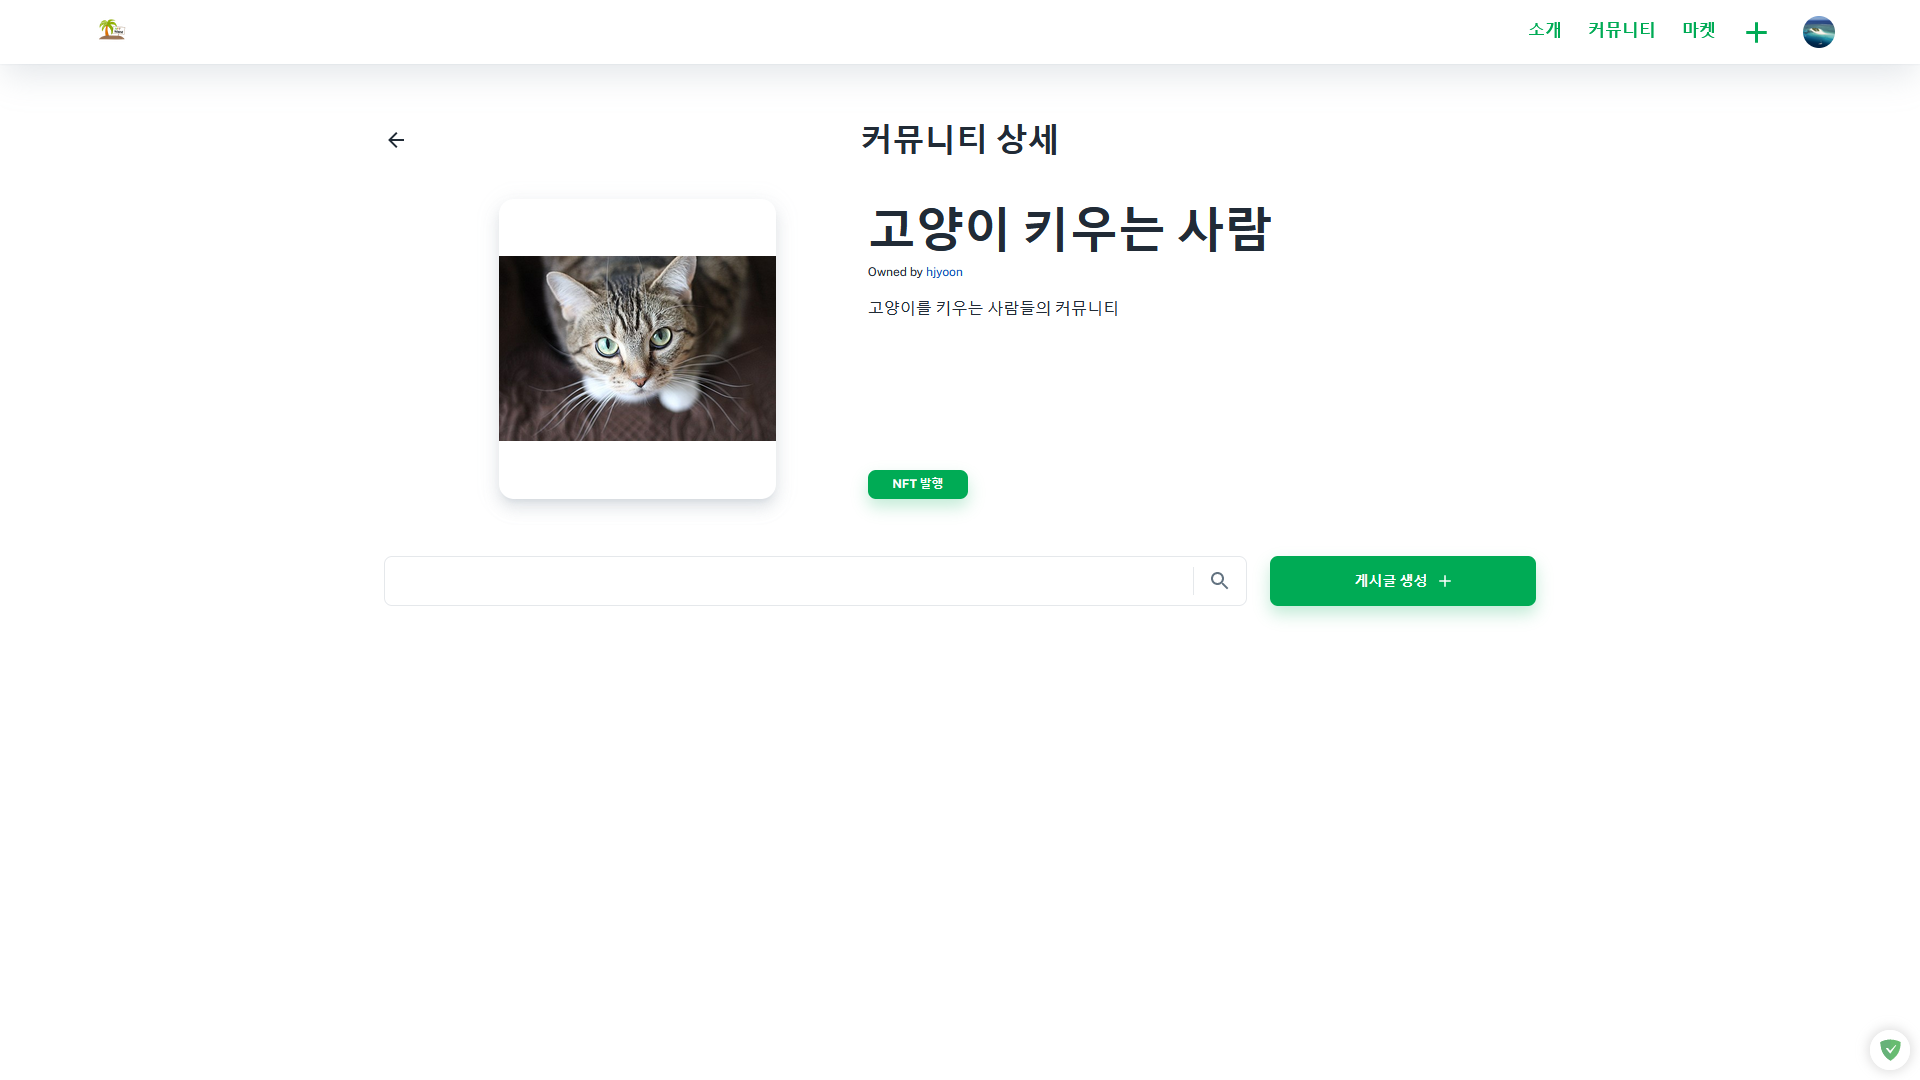 소개 커뮤니티 마켓
커뮤니티 상세
고양이 키우는 사람
Owned by hjyoon
고양이를 키우는 사람들의 커뮤니티
NFT 발행
게시글 생성